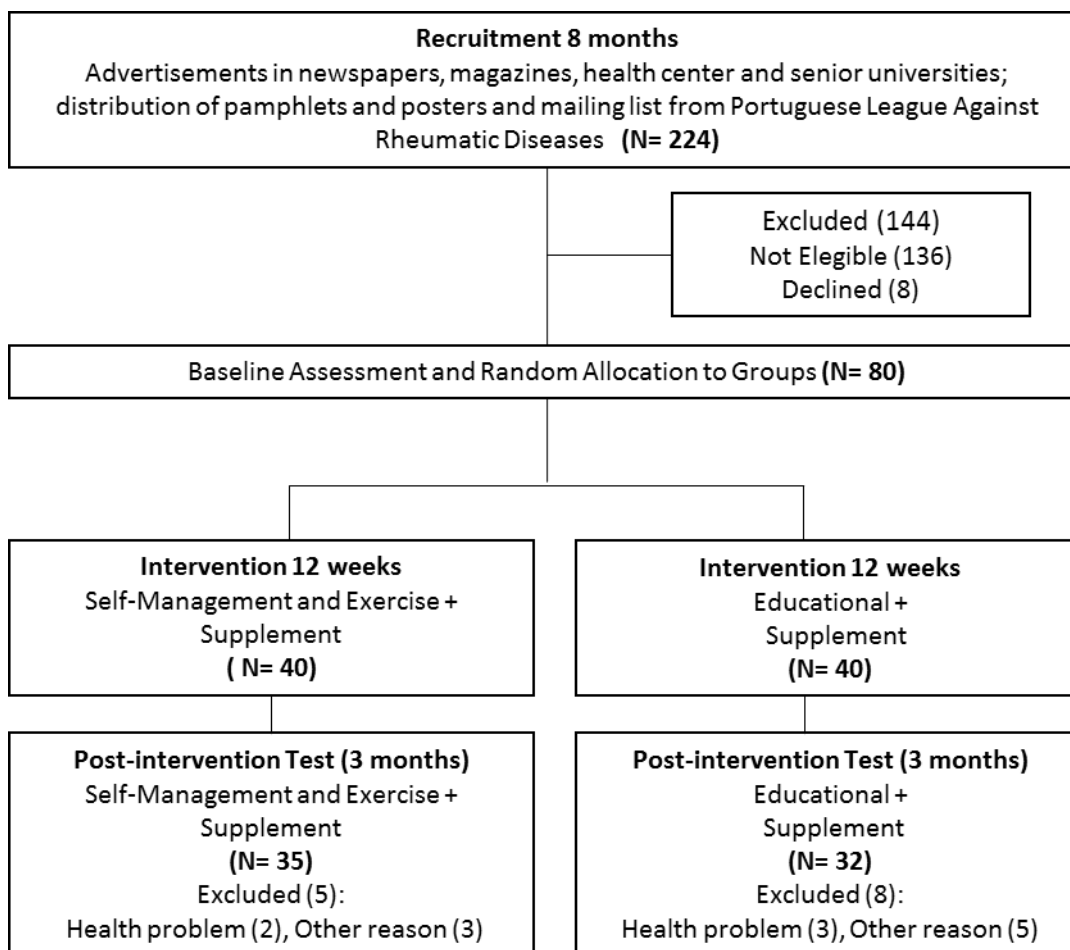 Recruitment 8 months
Advertisements in newspapers, magazines, health center and senior universities;
distribution of pamphlets and posters and mailing list from Portuguese League Against
Rheumatic Diseases (N= 224)
Excluded (144)
Not Elegible (136)
Declined (8)
Baseline Assessment and Random Allocation to Groups (N= 80)
Intervention 12 weeks
Self-Management and Exercise +
Supplement
( N= 40)
Intervention 12 weeks
Educational +
Supplement
(N= 40)
Post-intervention Test (3 months)
Self-Management and Exercise +
Supplement
(N= 35)
Excluded (5):
Health problem (2), Other reason (3)
Post-intervention Test (3 months)
Educational +
Supplement
(N= 32)
Excluded (8):
Health problem (3), Other reason (5)